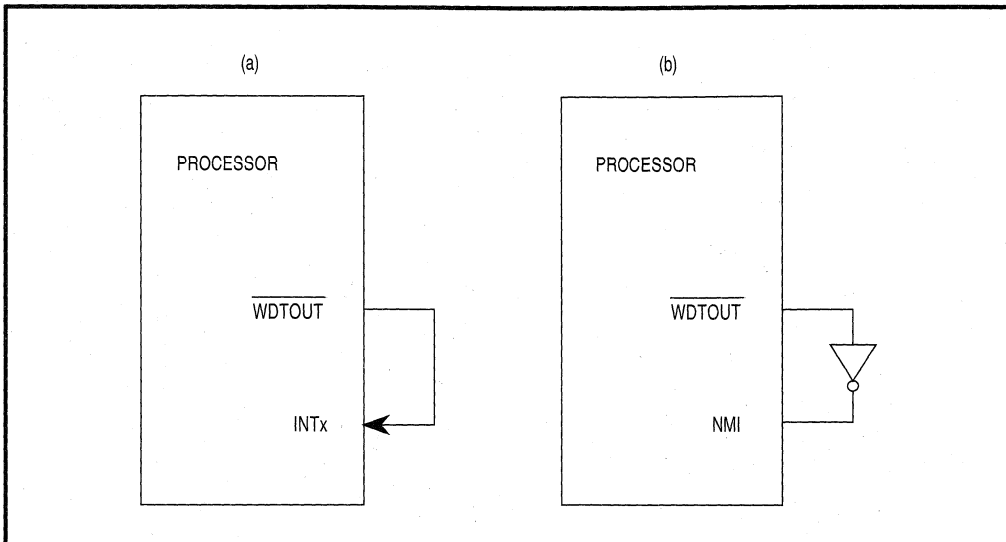 (a)
PROCESSOR
WDTOUT
INTx
(b)
PROCESSOR
WDTOUT
NMI